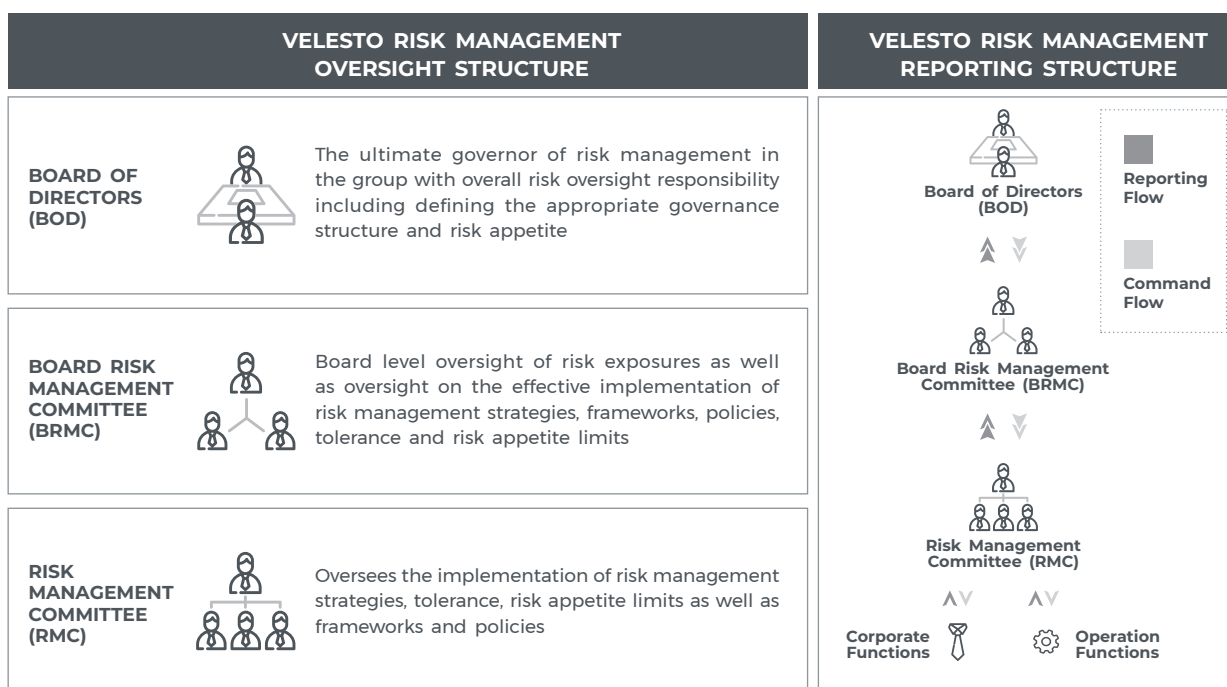 VELESTO RISK MANAGEMENT
OVERSIGHT STRUCTURE
BOARD OF
DIRECTORS
(BOD)
The ultimate governor of risk management in
the group with overall risk oversight responsibility
including defining the appropriate governance
structure and risk appetite
BOARD RISK
MANAGEMENT
COMMITTEE
(BRMC)
Board level oversight of risk exposures as well
as oversight on the effective implementation of
risk management strategies, frameworks, policies,
tolerance and risk appetite limits
RISK
MANAGEMENT
COMMITTEE
(RMC)
Oversees the implementation of risk management
strategies, tolerance, risk appetite limits as well as
frameworks and policies
VELESTO RISK MANAGEMENT
REPORTING STRUCTURE
Board of Directors
(BOD)
Reporting
Flow
Command
Flow
Board Risk Management
Committee (BRMC)
Risk Management
Committee (RMC)
Corporate
Functions
Operation
Functions